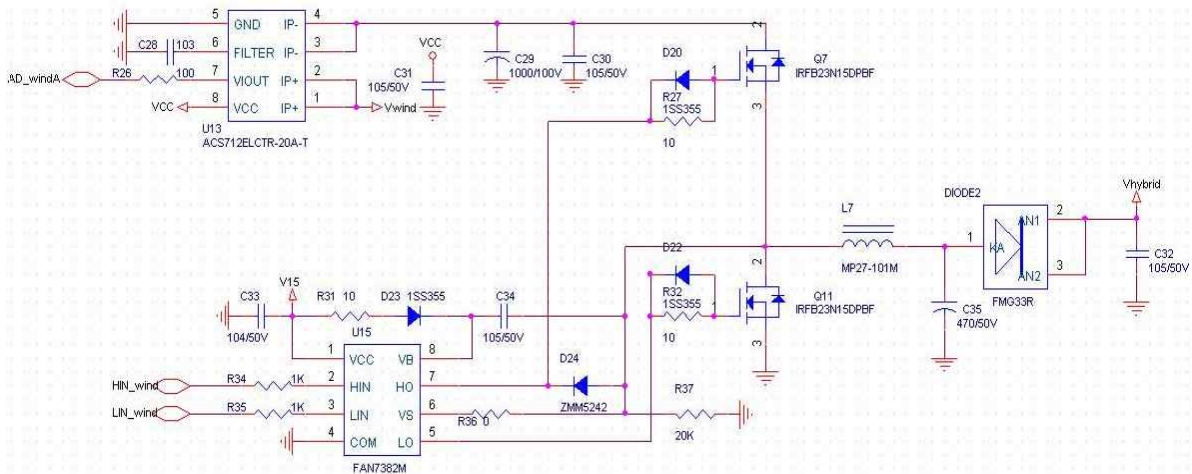 5 GND IP- 4
6 FILTER IP- 3
7 VIOUT IP+ 2
8 VCC IP+ 1
C28 103
AD_windA R26 100
VCC
U13
ACS712ELCTR-20A-T
Vwind
VCC
C31
105/50V
C29
1000/100V
C30
105/50V
D20
R27
1SS355
10
1
2
3
Q7
IRFB23N15DPBF
D22
R32
1SS355
10
1
2
3
Q11
IRFB23N15DPBF
L7
MP27-101M
C35
470/50V
DIODE2
1 KA AN1 2
AN2 3
FMG33R
Vhybrid
C32
105/50V
V15
C33
104/50V
R31 10
D23 1SS355
C34
105/50V
U15
1 VCC VB 8
2 HIN HO 7
3 LIN VS 6
4 COM LO 5
FAN7382M
HIN_wind R34 1K
LIN_wind R35 1K
D24
ZMM5242
R36 0
R37
20K